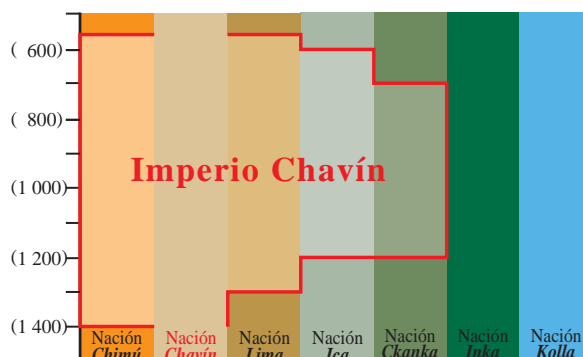 ( 600)
( 800)
(1 000)
(1 200)
(1 400)
Imperio Chavín
Nación Nación Nación Nación Nación Nación Nación
Chimú Chavín Lima Ica Ckanka Inka Kolla